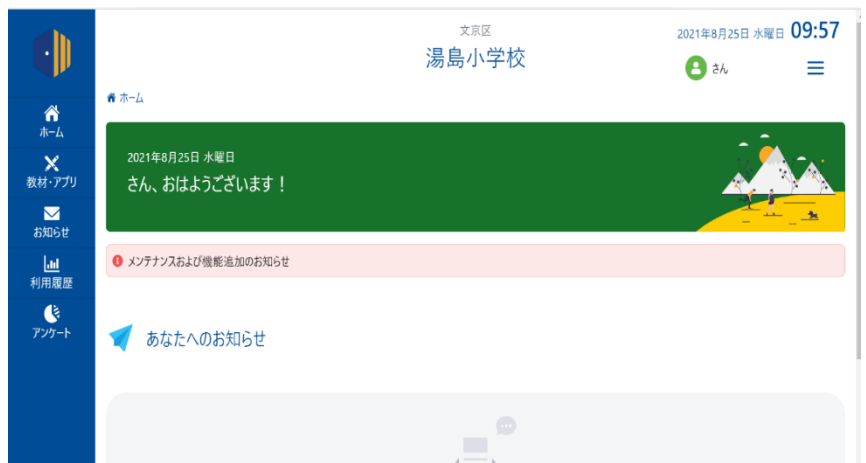 文京区
湯島小学校
2021年8月25日 水曜日 09:57
さん
ホーム
ホーム
教材・アプリ
お知らせ
利用履歴
アンケート
2021年8月25日 水曜日
さん、おはようございます！
メンテナンスおよび機能追加のお知らせ
あなたへのお知らせ